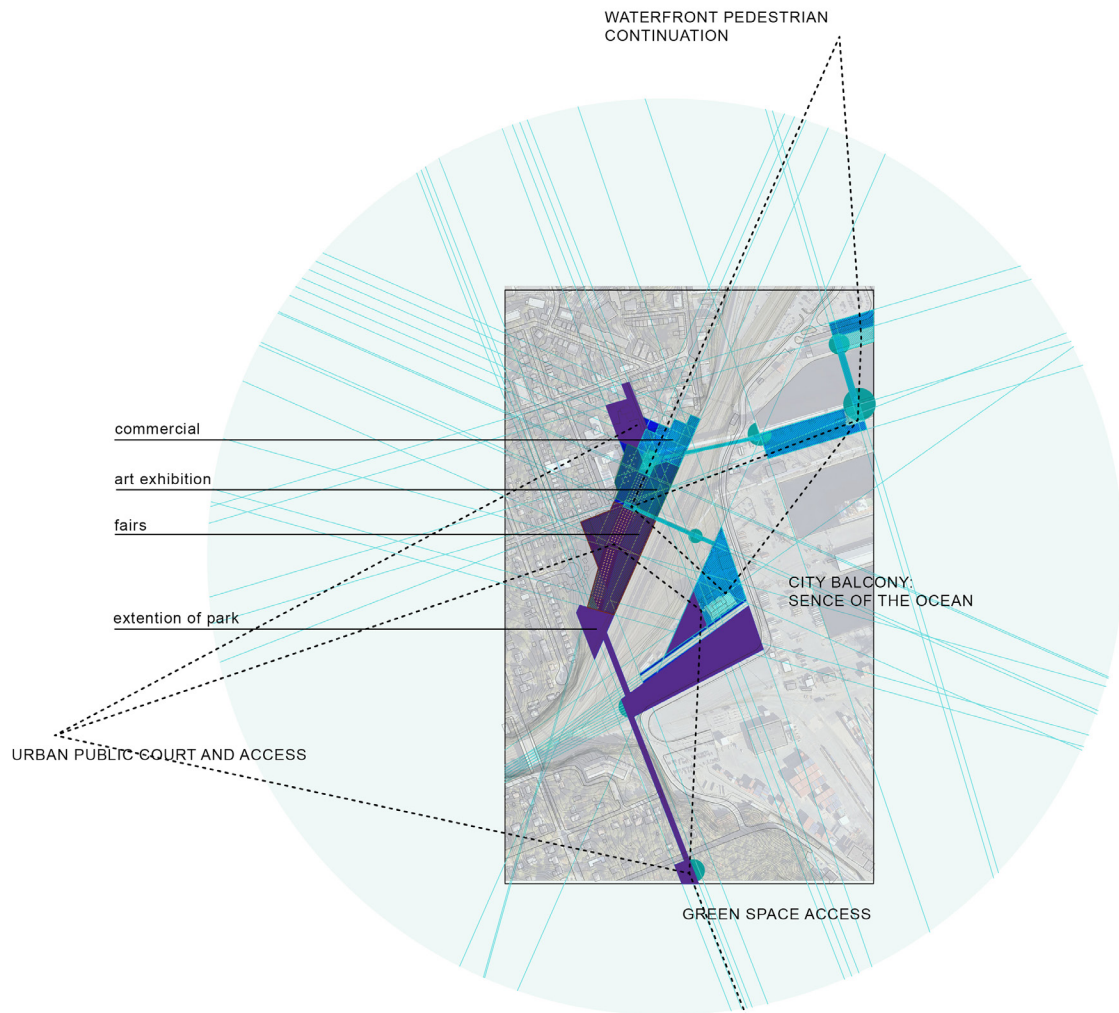 WATERFRONT PEDESTRIAN
CONTINUATION
commercial
art exhibition
fairs
CITY BALCONY:
SENCE OF THE OCEAN
extention of park
URBAN PUBLIC COURT AND ACCESS
GREEN SPACE ACCESS